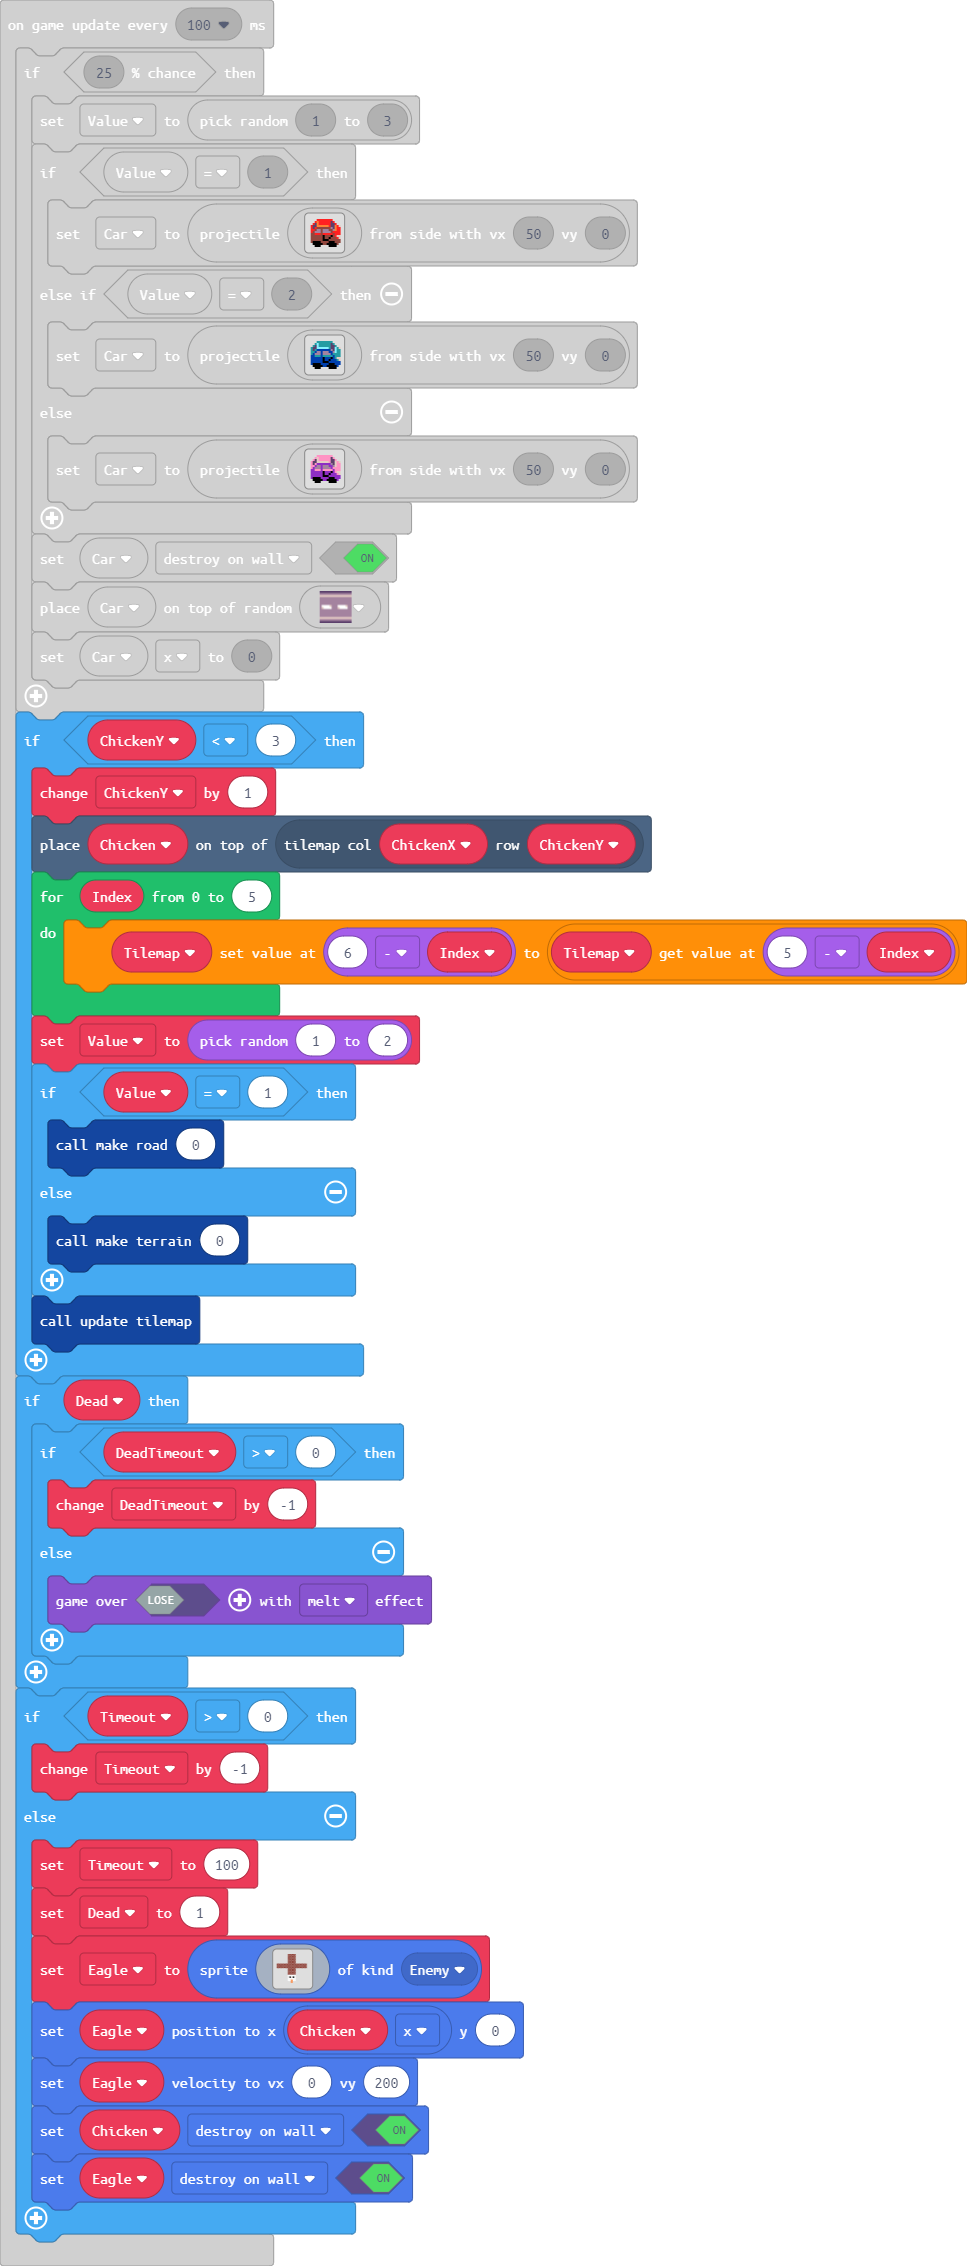 on game update every 100 ms
if 25 % chance then
set Value to pick random 1 to 3
if Value = 1 then
set Car to projectile from side with vx 50 vy 0
else if Value = 2 then
set Car to projectile from side with vx 50 vy 0
else
set Car to projectile from side with vx 50 vy 0
set Car destroy on wall ON
place Car on top of random
set Car x to 0
if ChickenY < 3 then
change ChickenY by 1
place Chicken on top of tilemap col ChickenX row ChickenY
for Index from 0 to 5
do Tilemap set value at 6 - Index to Tilemap get value at 5 - Index
set Value to pick random 1 to 2
if Value = 1 then
call make road 0
else
call make terrain 0
call update tilemap
if Dead then
if DeadTimeout > 0 then
change DeadTimeout by -1
else
game over LOSE with melt effect
if Timeout > 0 then
change Timeout by -1
else
set Timeout to 100
set Dead to 1
set Eagle to sprite of kind Enemy
set Eagle position to x Chicken x y 0
set Eagle velocity to vx 0 vy 200
set Chicken destroy on wall ON
set Eagle destroy on wall ON